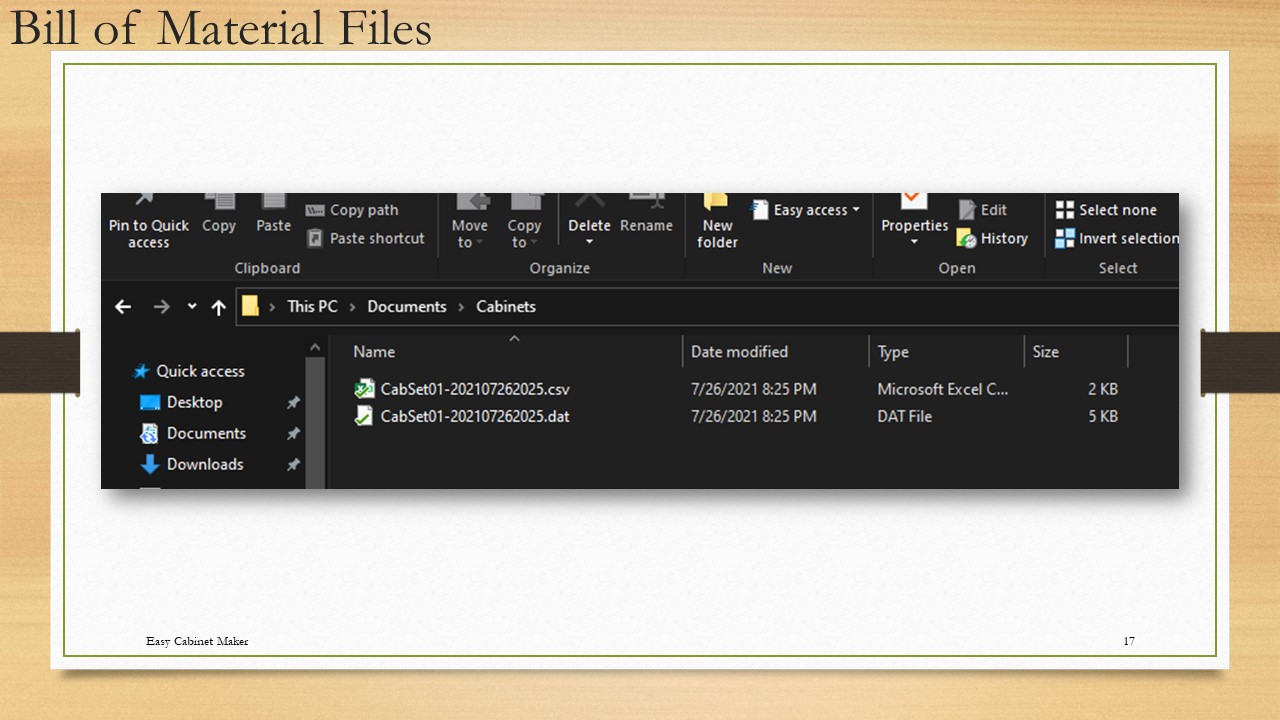 Bill of Material Files
Pin to Quick access
Copy
Paste
Copy path
Paste shortcut
Clipboard
Move to
Copy to
Delete
Rename
Organize
New folder
Easy access
New
Properties
Edit
History
Open
Select none
Invert selection
Select
This PC > Documents > Cabinets
Name Date modified Type Size
Quick access
Desktop
Documents
Downloads
CabSet01-202107262025.csv 7/26/2021 8:25 PM Microsoft Excel C... 2 KB
CabSet01-202107262025.dat 7/26/2021 8:25 PM DAT File 5 KB
Easy Cabinet Maker 17